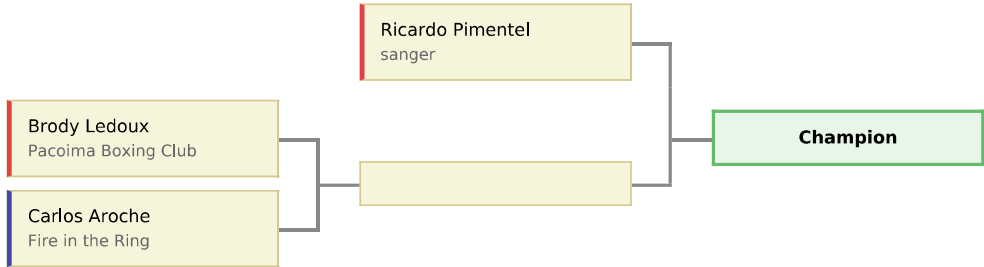 Ricardo Pimentel
sanger
Brody Ledoux
Pacoima Boxing Club
Champion
Carlos Aroche
Fire in the Ring